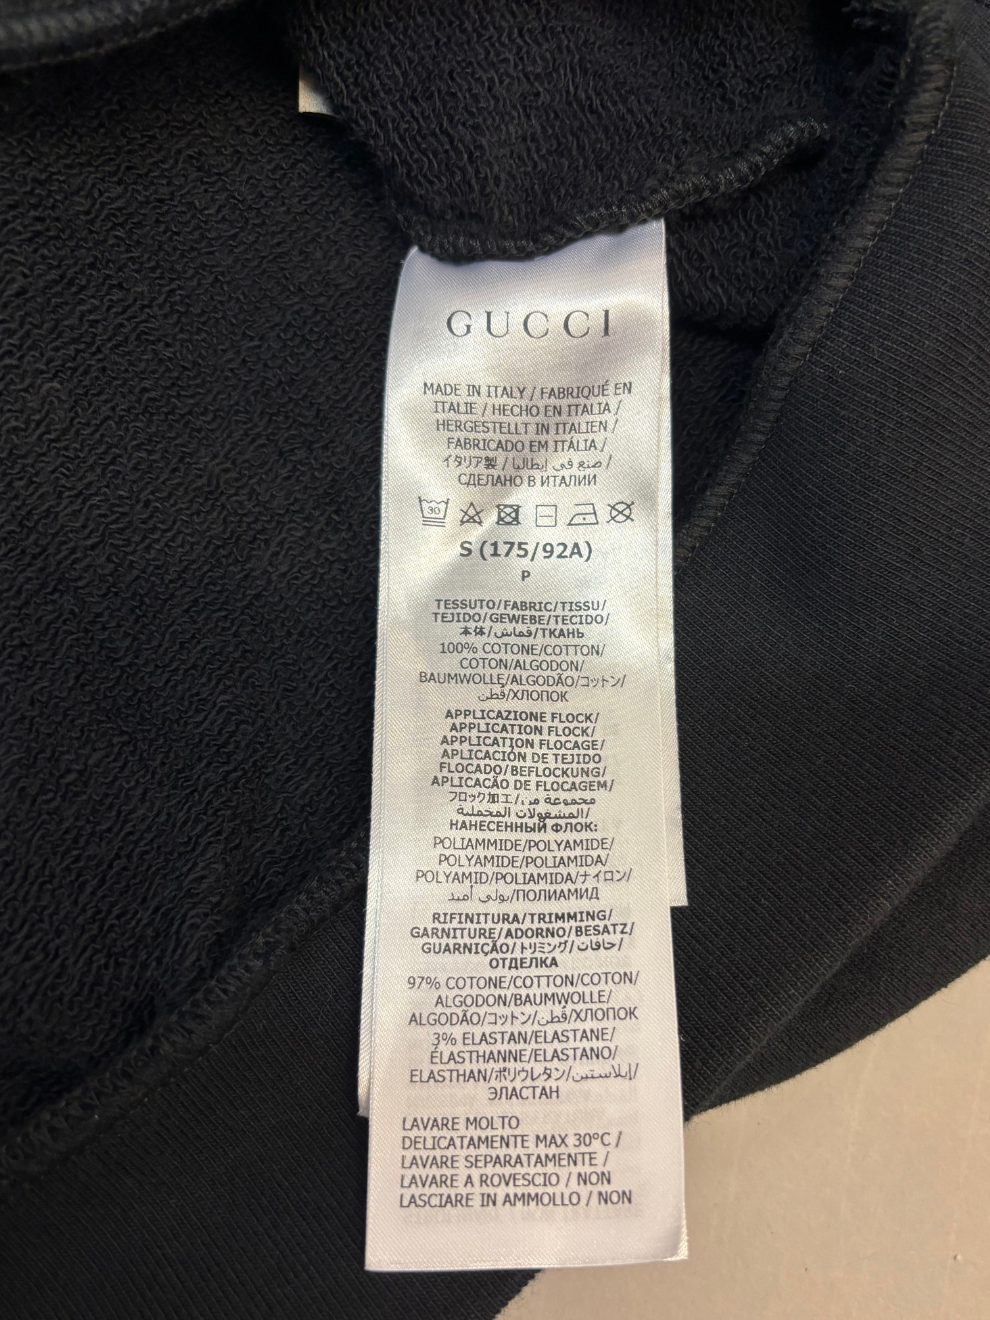 GUCCI
MADE IN ITALY / FABRIQUÉ EN
ITALIE / HECHO EN ITALIA /
HERGESTELLT IN ITALIEN /
FABRICADO EM ITÁLIA /
イタリア製 / صنع في إيطاليا /
СДЕЛАНО В ИТАЛИИ
30
S (175/92A)
P
TESSUTO/FABRIC/TISSU/
TEJIDO/GEWEBE/TECIDO/
本体/قماش/ТКАНЬ
100% COTONE/COTTON/
COTON/ALGODON/
BAUMWOLLE/ALGODÃO/コットン/
قطن/ХЛОПОК
APPLICAZIONE FLOCK/
APPLICATION FLOCK/
APPLICATION FLOCAGE/
APLICACIÓN DE TEJIDO
FLOCADO/BEFLOCKUNG/
APLICACÃO DE FLOCAGEM/
フロック加工/مجموعة من
المشغولات المخملية/
НАНЕСЕННЫЙ ФЛОК:
POLIAMMIDE/POLYAMIDE/
POLYAMIDE/POLIAMIDA/
POLYAMID/POLIAMIDA/ナイロン/
بولي أميد/ПОЛИАМИД
RIFINITURA/TRIMMING/
GARNITURE/ADORNO/BESATZ/
GUARNIÇÃO/トリミング/حافات/
ОТДЕЛКА
97% COTONE/COTTON/COTON/
ALGODON/BAUMWOLLE/
ALGODÃO/コットン/قطن/ХЛОПОК
3% ELASTAN/ELASTANE/
ÉLASTHANNE/ELASTANO/
ELASTHAN/ポリウレタン/إيلاستين/
ЭЛАСТАН
LAVARE MOLTO
DELICATAMENTE MAX 30°C /
LAVARE SEPARATAMENTE /
LAVARE A ROVESCIO / NON
LASCIARE IN AMMOLLO / NON